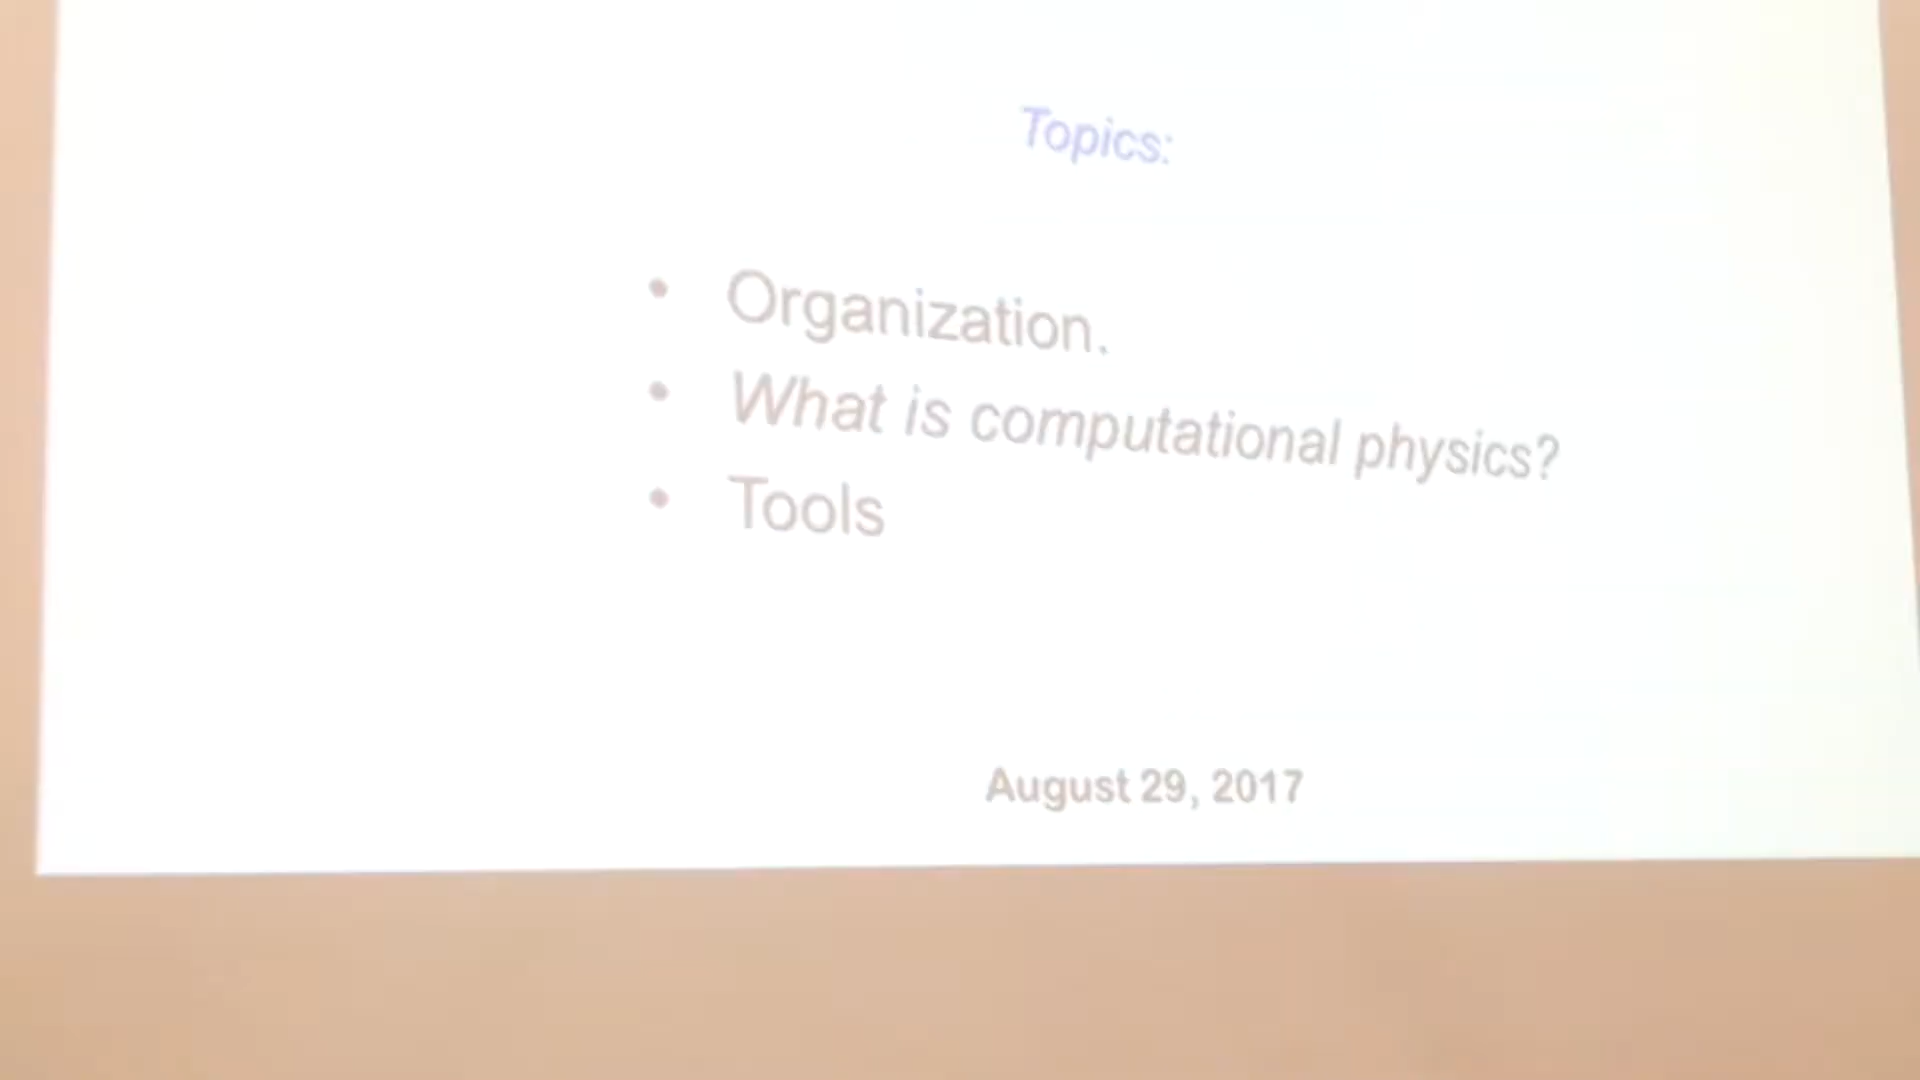 Topics:
• Organization.
• What is computational physics?
• Tools
August 29, 2017